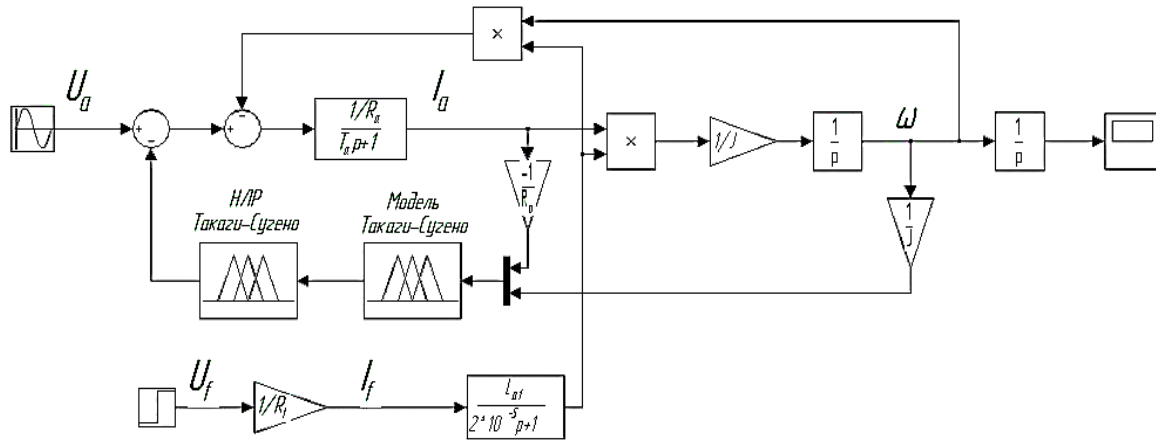 ×
U_a
I_a
ω
1/R_a
T_a p+1
×
1/J
1
p
1
p
-1
R_a
1
J
НЛР
Такаги-Сугено
Модель
Такаги-Сугено
U_f
I_f
1/R_f
L_af
2*10^-5 p+1